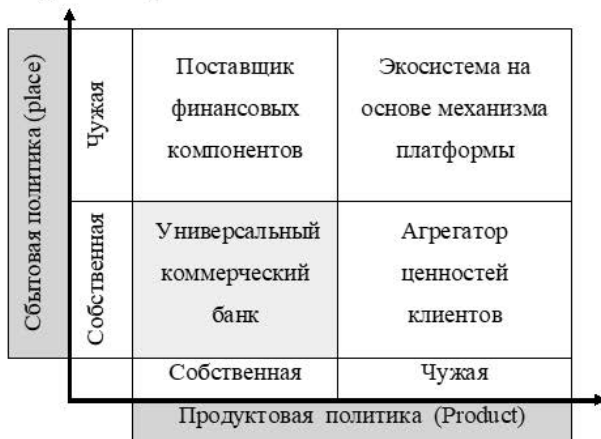 Сбытовая политика (place)
Чужая
Поставщик
финансовых
компонентов
Экосистема на
основе механизма
платформы
Собственная
Универсальный
коммерческий
банк
Агрегатор
ценностей
клиентов
Собственная
Чужая
Продуктовая политика (Product)